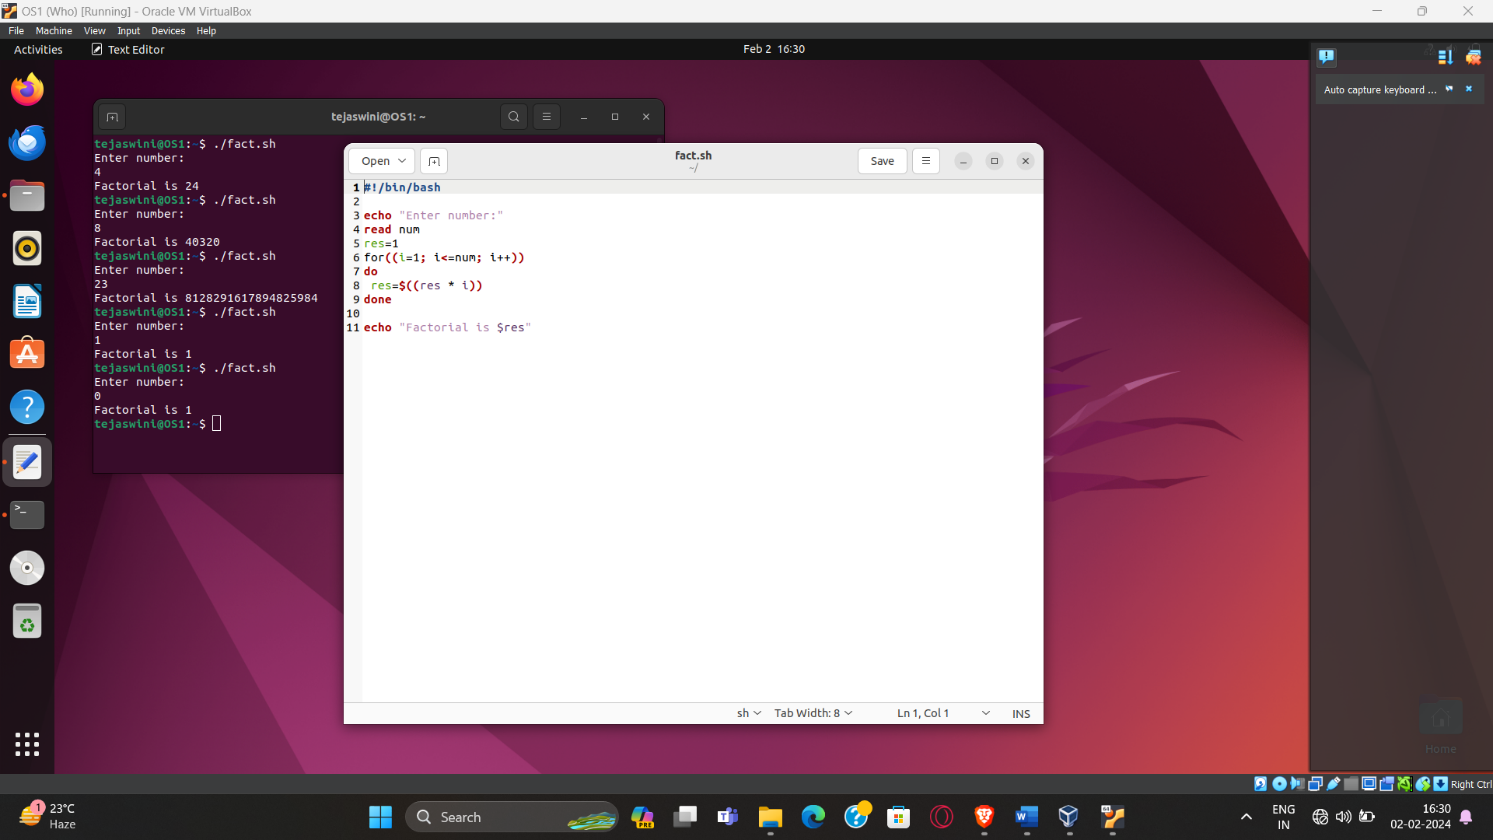 OS1 (Who) [Running] - Oracle VM VirtualBox
File Machine View Input Devices Help
Activities Text Editor Feb 2 16:30
Auto capture keyboard ...
tejaswini@OS1: ~
tejaswini@OS1:~$ ./fact.sh
Enter number:
4
Factorial is 24
tejaswini@OS1:~$ ./fact.sh
Enter number:
8
Factorial is 40320
tejaswini@OS1:~$ ./fact.sh
Enter number:
23
Factorial is 8128291617894825984
tejaswini@OS1:~$ ./fact.sh
Enter number:
1
Factorial is 1
tejaswini@OS1:~$ ./fact.sh
Enter number:
0
Factorial is 1
tejaswini@OS1:~$
Open fact.sh Save
~/
1 #!/bin/bash
2
3 echo "Enter number:"
4 read num
5 res=1
6 for((i=1; i<=num; i++))
7 do
8  res=$((res * i))
9 done
10
11 echo "Factorial is $res"
sh Tab Width: 8 Ln 1, Col 1 INS
Home
Right Ctrl
1
23°C
Haze
Search
PRE
ENG
IN
16:30
02-02-2024